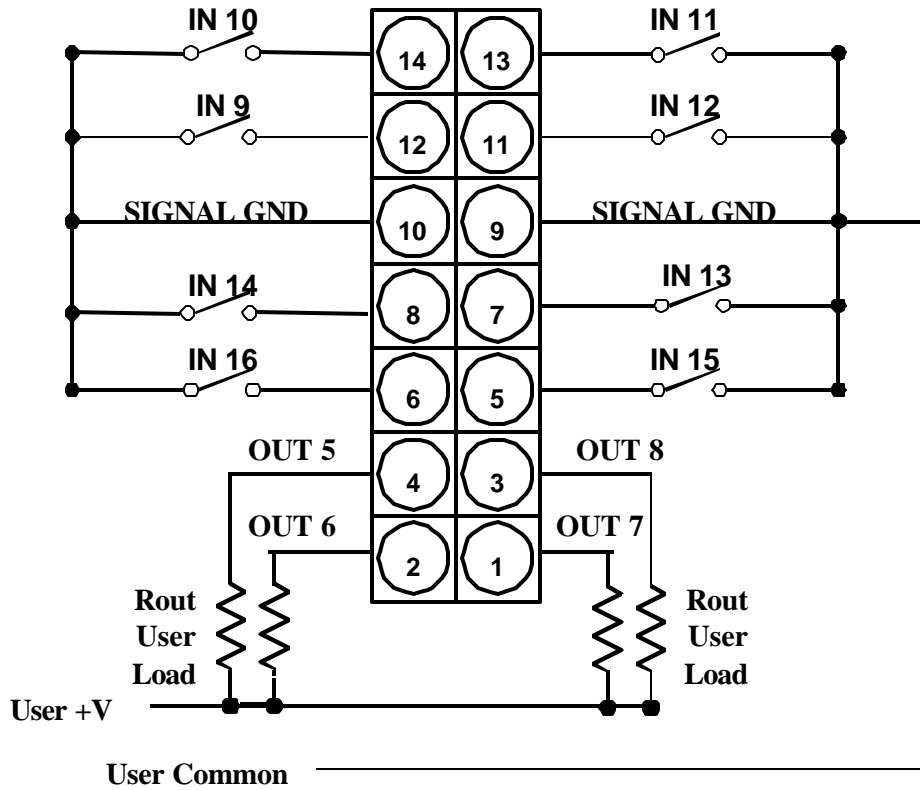 IN 10
IN 11
14
13
IN 9
IN 12
12
11
SIGNAL GND
SIGNAL GND
10
9
IN 14
IN 13
8
7
IN 16
IN 15
6
5
OUT 5
OUT 8
4
3
OUT 6
OUT 7
2
1
Rout
User
Load
Rout
User
Load
User +V
User Common